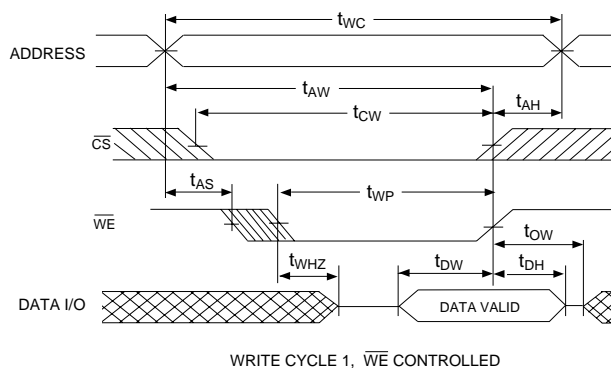 tWC
ADDRESS
tAW
tCW
tAH
CS
tAS
tWP
WE
tOW
tWHZ
tDW
tDH
DATA I/O
DATA VALID
WRITE CYCLE 1, WE CONTROLLED